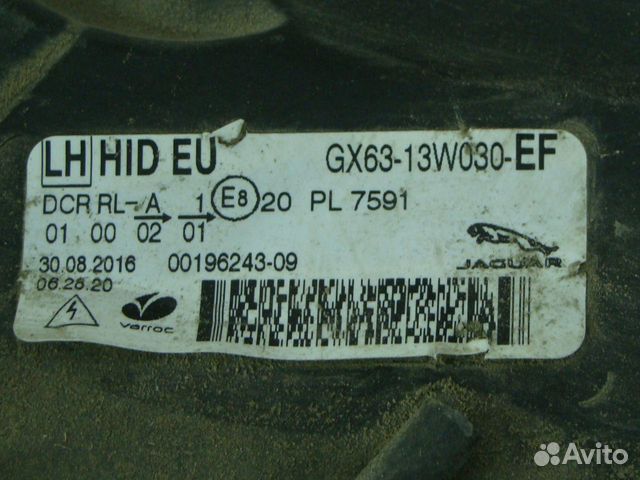 LH HID EU GX63-13W030-EF
DCR RL-A 1 E8 20 PL 7591
01 00 02 01
JAGUAR
30.08.2016 00196243-09
06.26.20
varroc
Avito